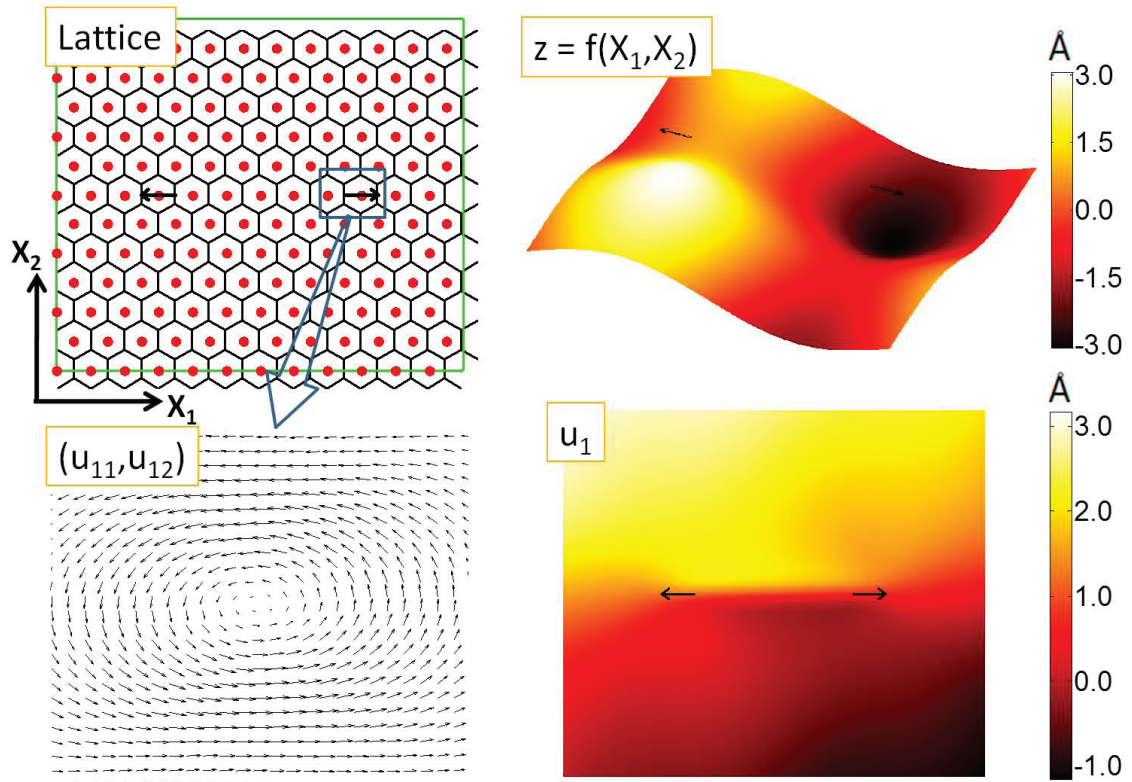 Lattice
X₂
X₁
z = f(X₁,X₂)
Å
3.0
1.5
0.0
-1.5
-3.0
(u₁₁,u₁₂)
u₁
Å
3.0
2.0
1.0
0.0
-1.0